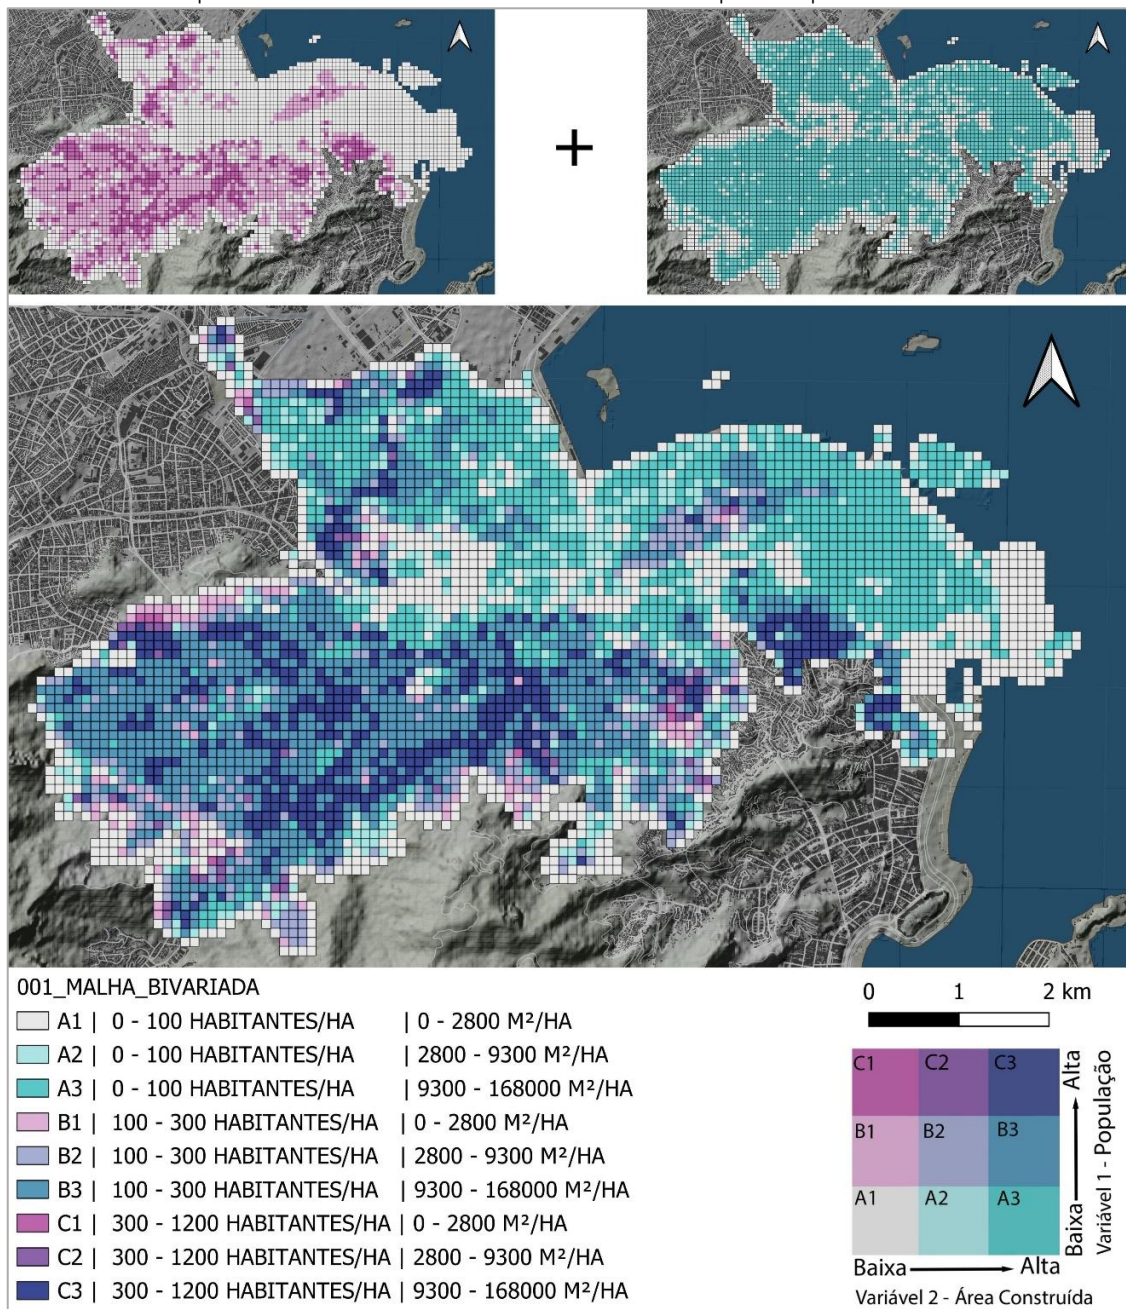 +
001_MALHA_BIVARIADA
A1 | 0 - 100 HABITANTES/HA | 0 - 2800 M²/HA
A2 | 0 - 100 HABITANTES/HA | 2800 - 9300 M²/HA
A3 | 0 - 100 HABITANTES/HA | 9300 - 168000 M²/HA
B1 | 100 - 300 HABITANTES/HA | 0 - 2800 M²/HA
B2 | 100 - 300 HABITANTES/HA | 2800 - 9300 M²/HA
B3 | 100 - 300 HABITANTES/HA | 9300 - 168000 M²/HA
C1 | 300 - 1200 HABITANTES/HA | 0 - 2800 M²/HA
C2 | 300 - 1200 HABITANTES/HA | 2800 - 9300 M²/HA
C3 | 300 - 1200 HABITANTES/HA | 9300 - 168000 M²/HA
0 1 2 km
C1 C2 C3
B1 B2 B3
A1 A2 A3
Baixa Alta
Variável 1 - População
Baixa Alta
Variável 2 - Área Construída